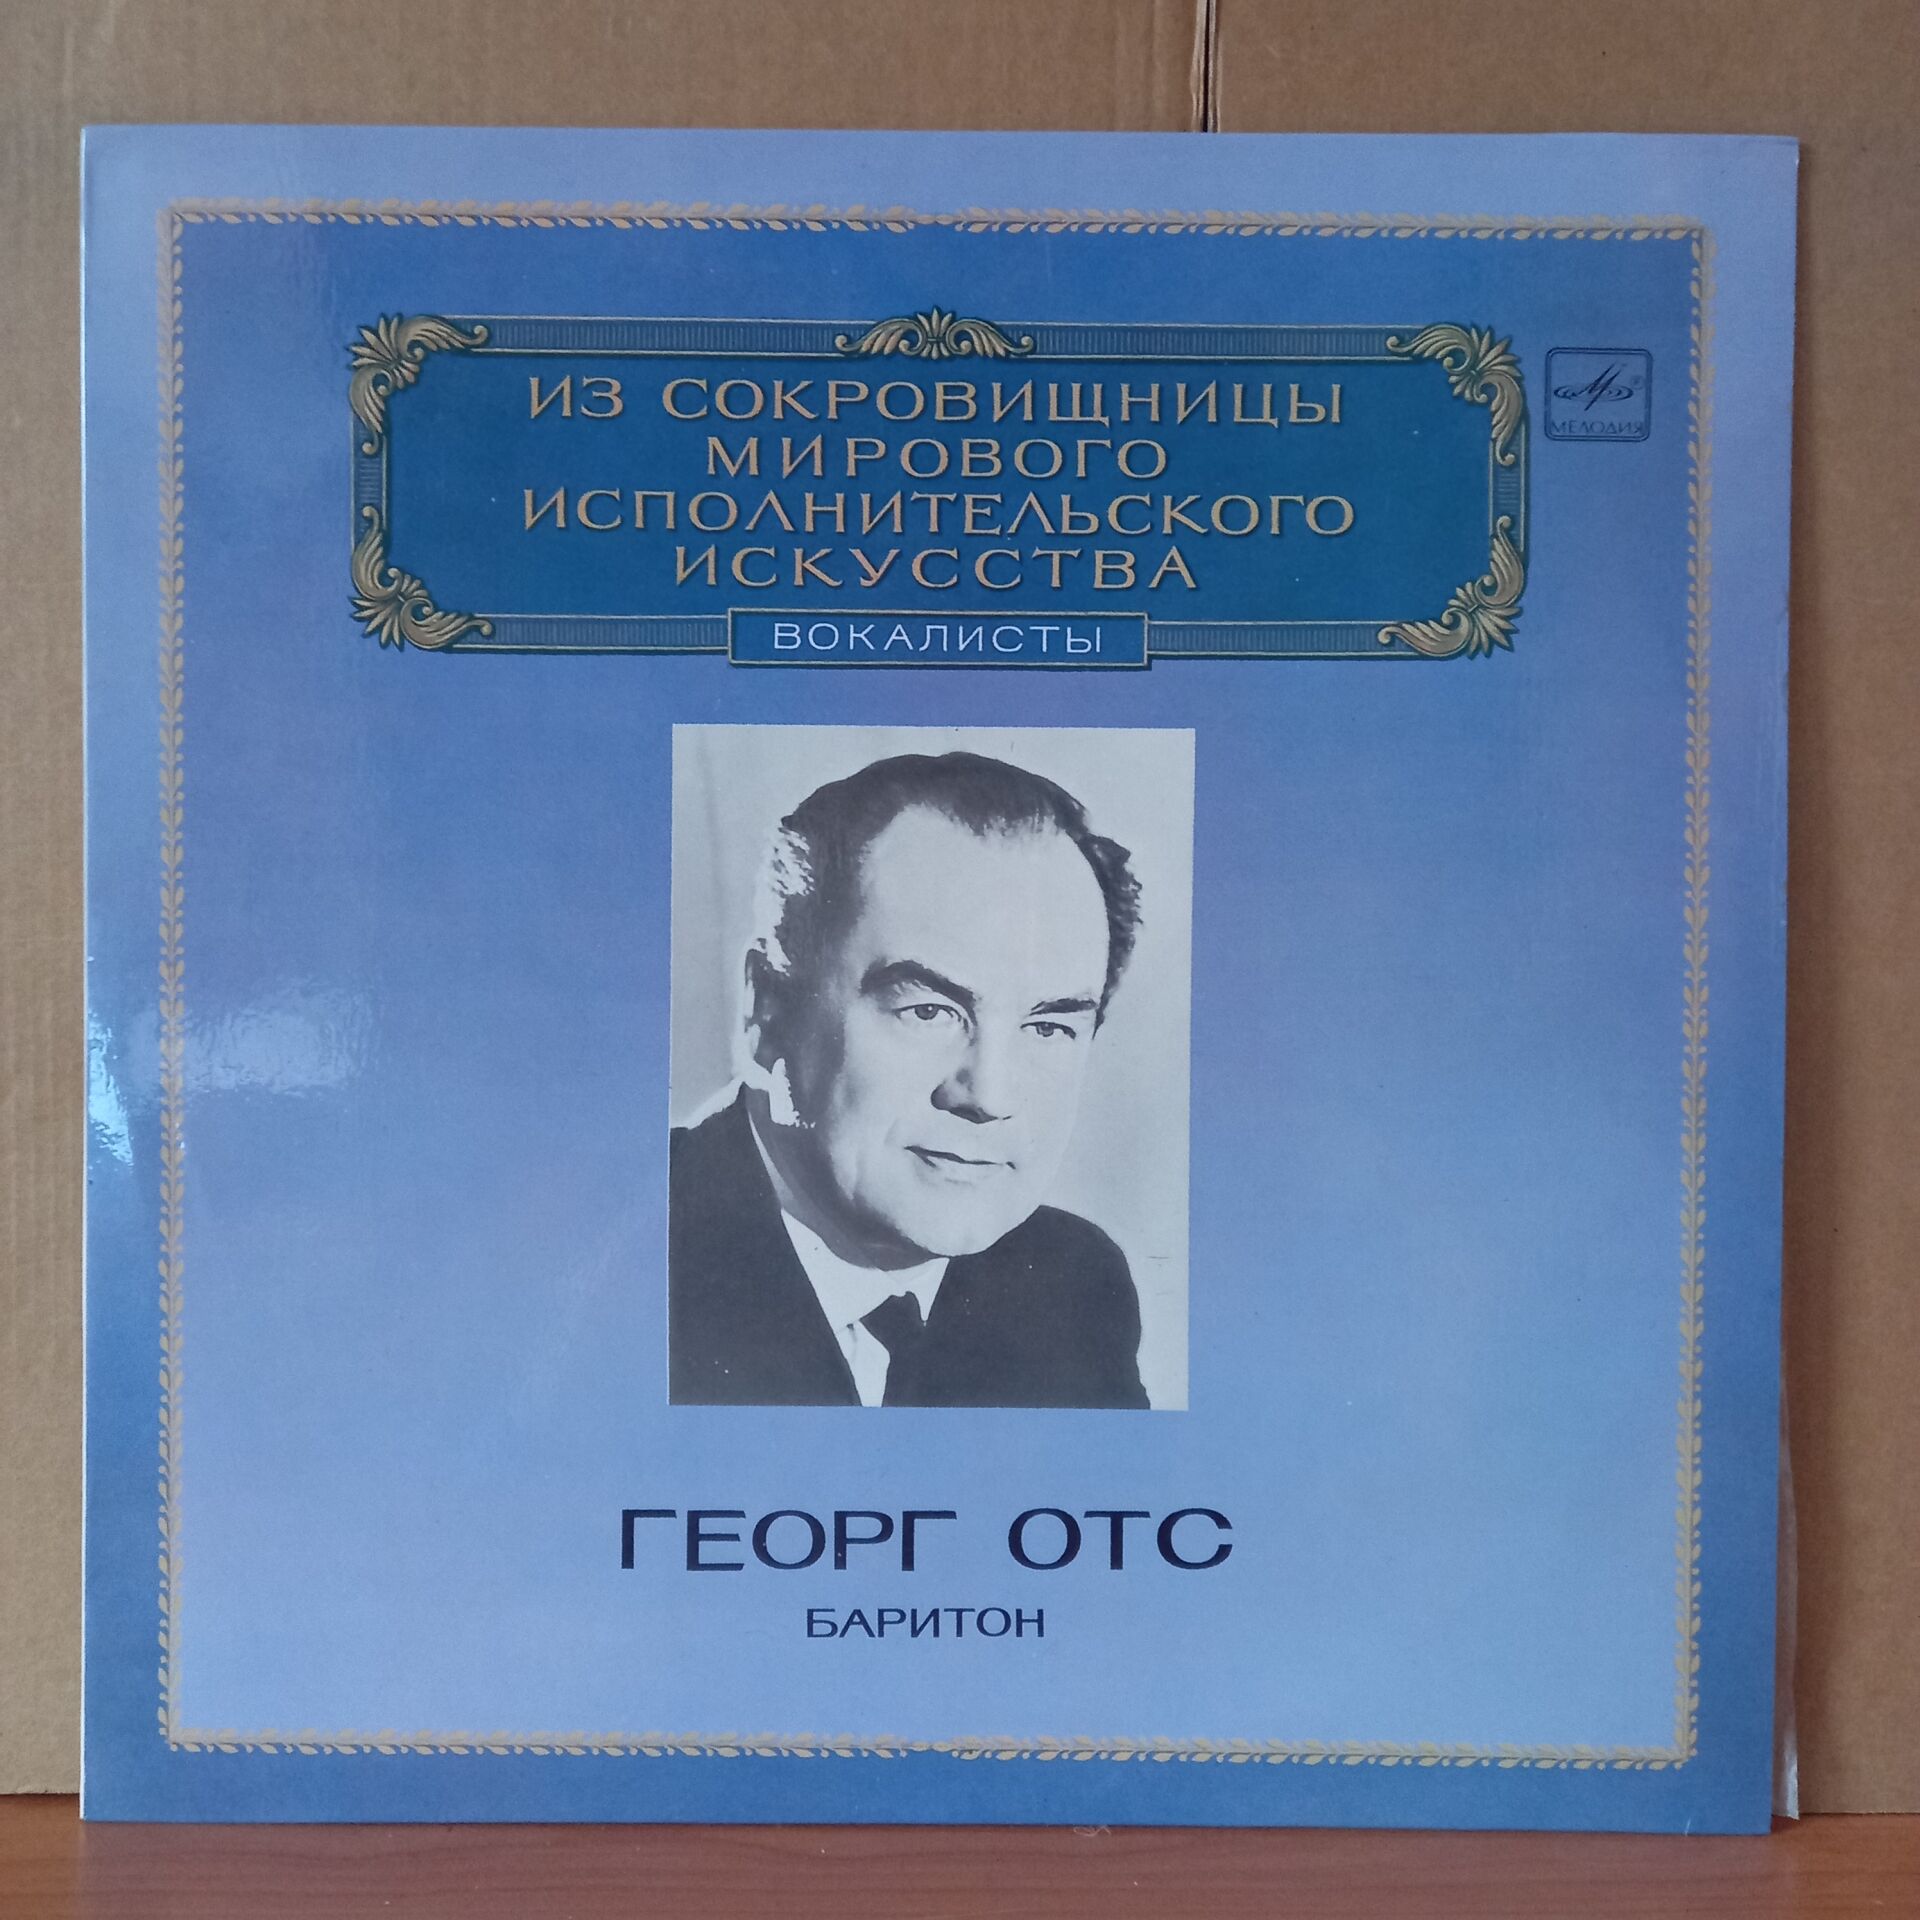 ИЗ СОКРОВИЩНИЦЫ
МИРОВОГО
ИСПОЛНИТЕЛЬСКОГО
ИСКУССТВА
ВОКАЛИСТЫ
МЕЛОДИЯ
ГЕОРГ ОТС
БАРИТОН